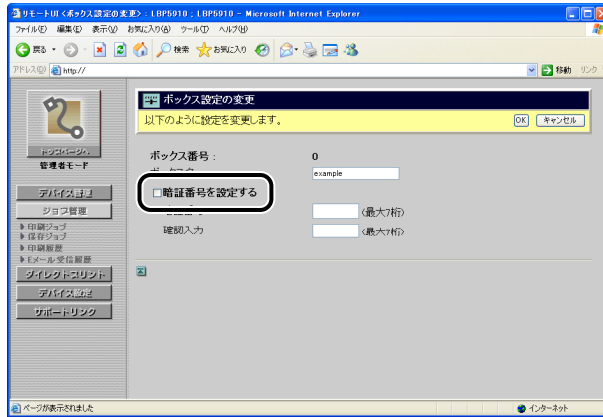 リモートUI <ボックス設定の変更> : LBP5910 ; LBP5910 - Microsoft Internet Explorer
ファイル(F) 編集(E) 表示(V) お気に入り(A) ツール(T) ヘルプ(H)
戻る 検索 お気に入り
アドレス(D) http:// 移動 リンク
ボックス設定の変更
以下のように設定を変更します。 OK キャンセル
トップページへ
管理者モード
デバイス管理
ジョブ管理
印刷ジョブ
保存ジョブ
印刷履歴
Eメール受信履歴
ダイレクトプリント
デバイス設定
サポートリンク
ボックス番号 : 0
example
暗証番号を設定する
(最大7桁)
確認入力 (最大7桁)
ページが表示されました インターネット